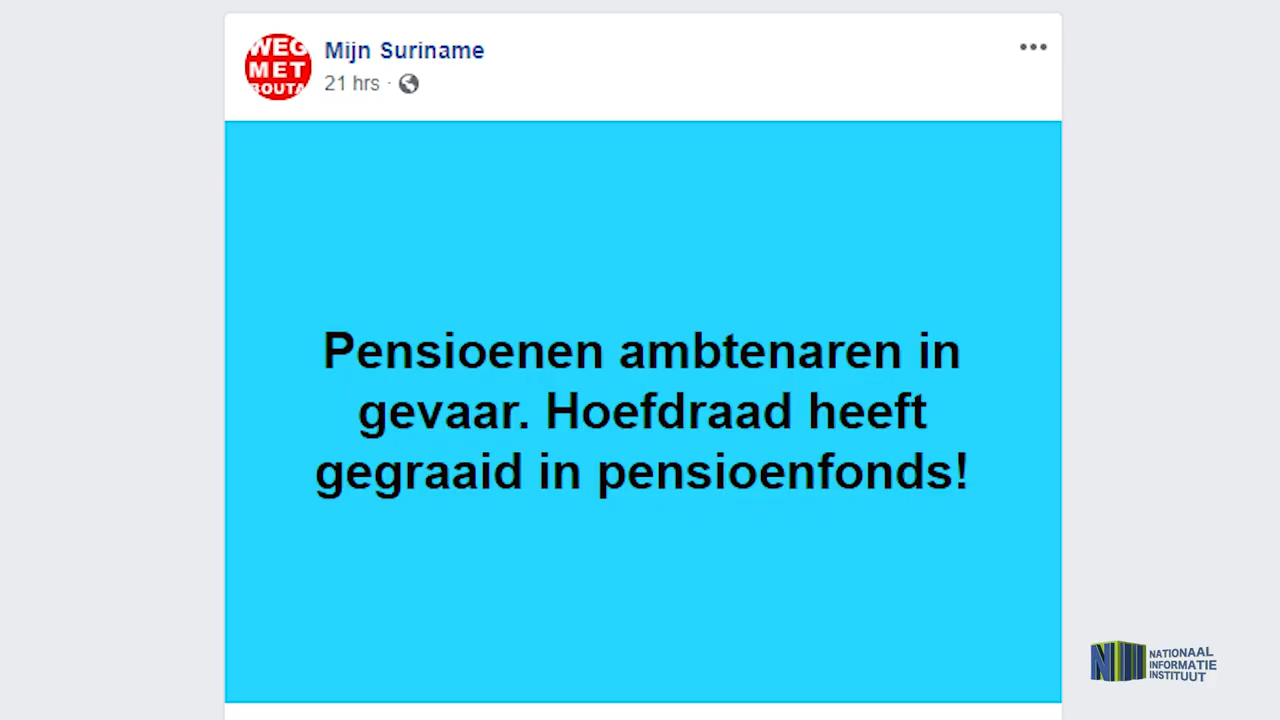 WEG
MET
BOUTA
Mijn Suriname
21 hrs ·
Pensioenen ambtenaren in
gevaar. Hoefdraad heeft
gegraaid in pensioenfonds!
NII
NATIONAAL
INFORMATIE
INSTITUUT